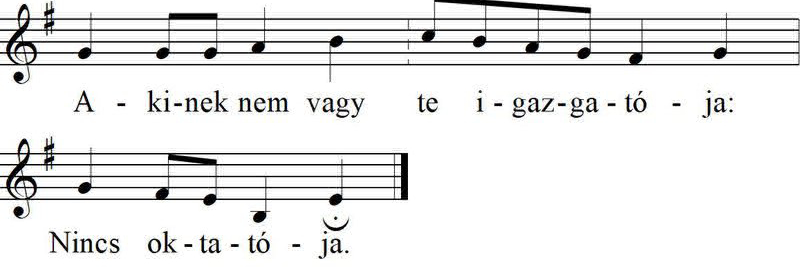 A - ki-nek nem vagy te i - gaz-ga - tó - ja:
Nincs ok - ta - tó - ja.